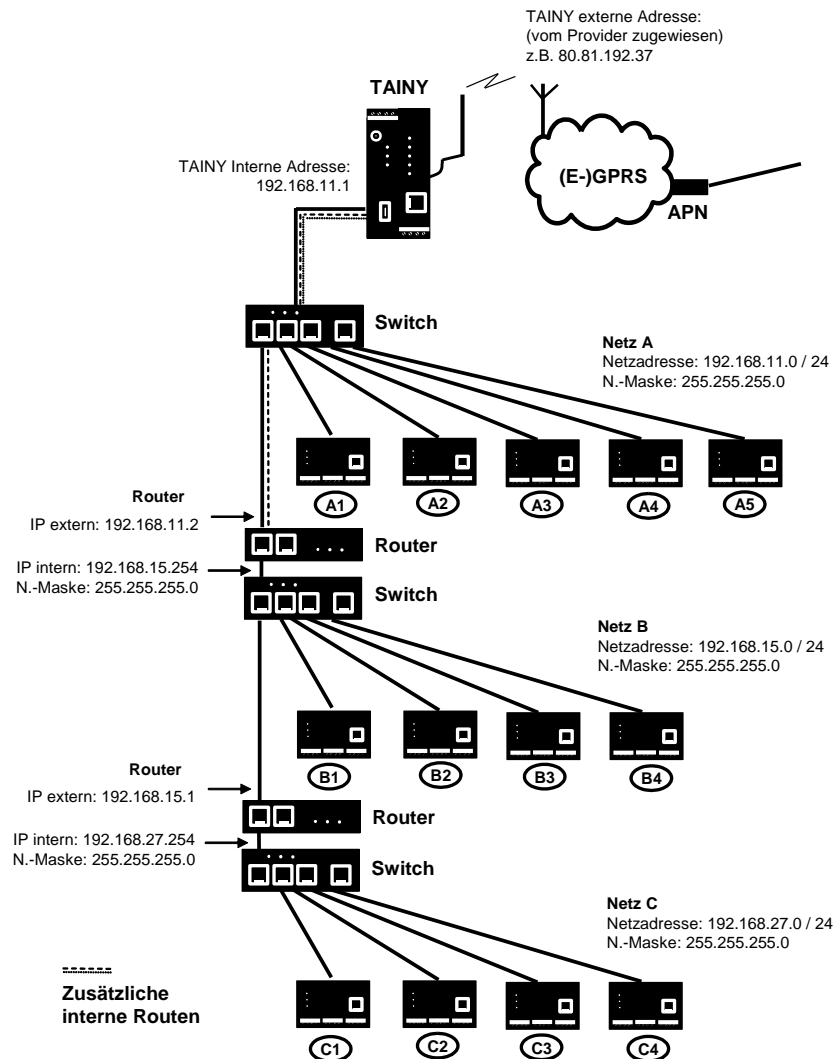 TAINY externe Adresse:
(vom Provider zugewiesen)
z.B. 80.81.192.37
TAINY
TAINY Interne Adresse:
192.168.11.1
(E-)GPRS
APN
Switch
Netz A
Netzadresse: 192.168.11.0 / 24
N.-Maske: 255.255.255.0
A1
A2
A3
A4
A5
Router
IP extern: 192.168.11.2
Router
IP intern: 192.168.15.254
N.-Maske: 255.255.255.0
Switch
Netz B
Netzadresse: 192.168.15.0 / 24
N.-Maske: 255.255.255.0
B1
B2
B3
B4
Router
IP extern: 192.168.15.1
Router
IP intern: 192.168.27.254
N.-Maske: 255.255.255.0
Switch
Netz C
Netzadresse: 192.168.27.0 / 24
N.-Maske: 255.255.255.0
Zusätzliche
interne Routen
C1
C2
C3
C4